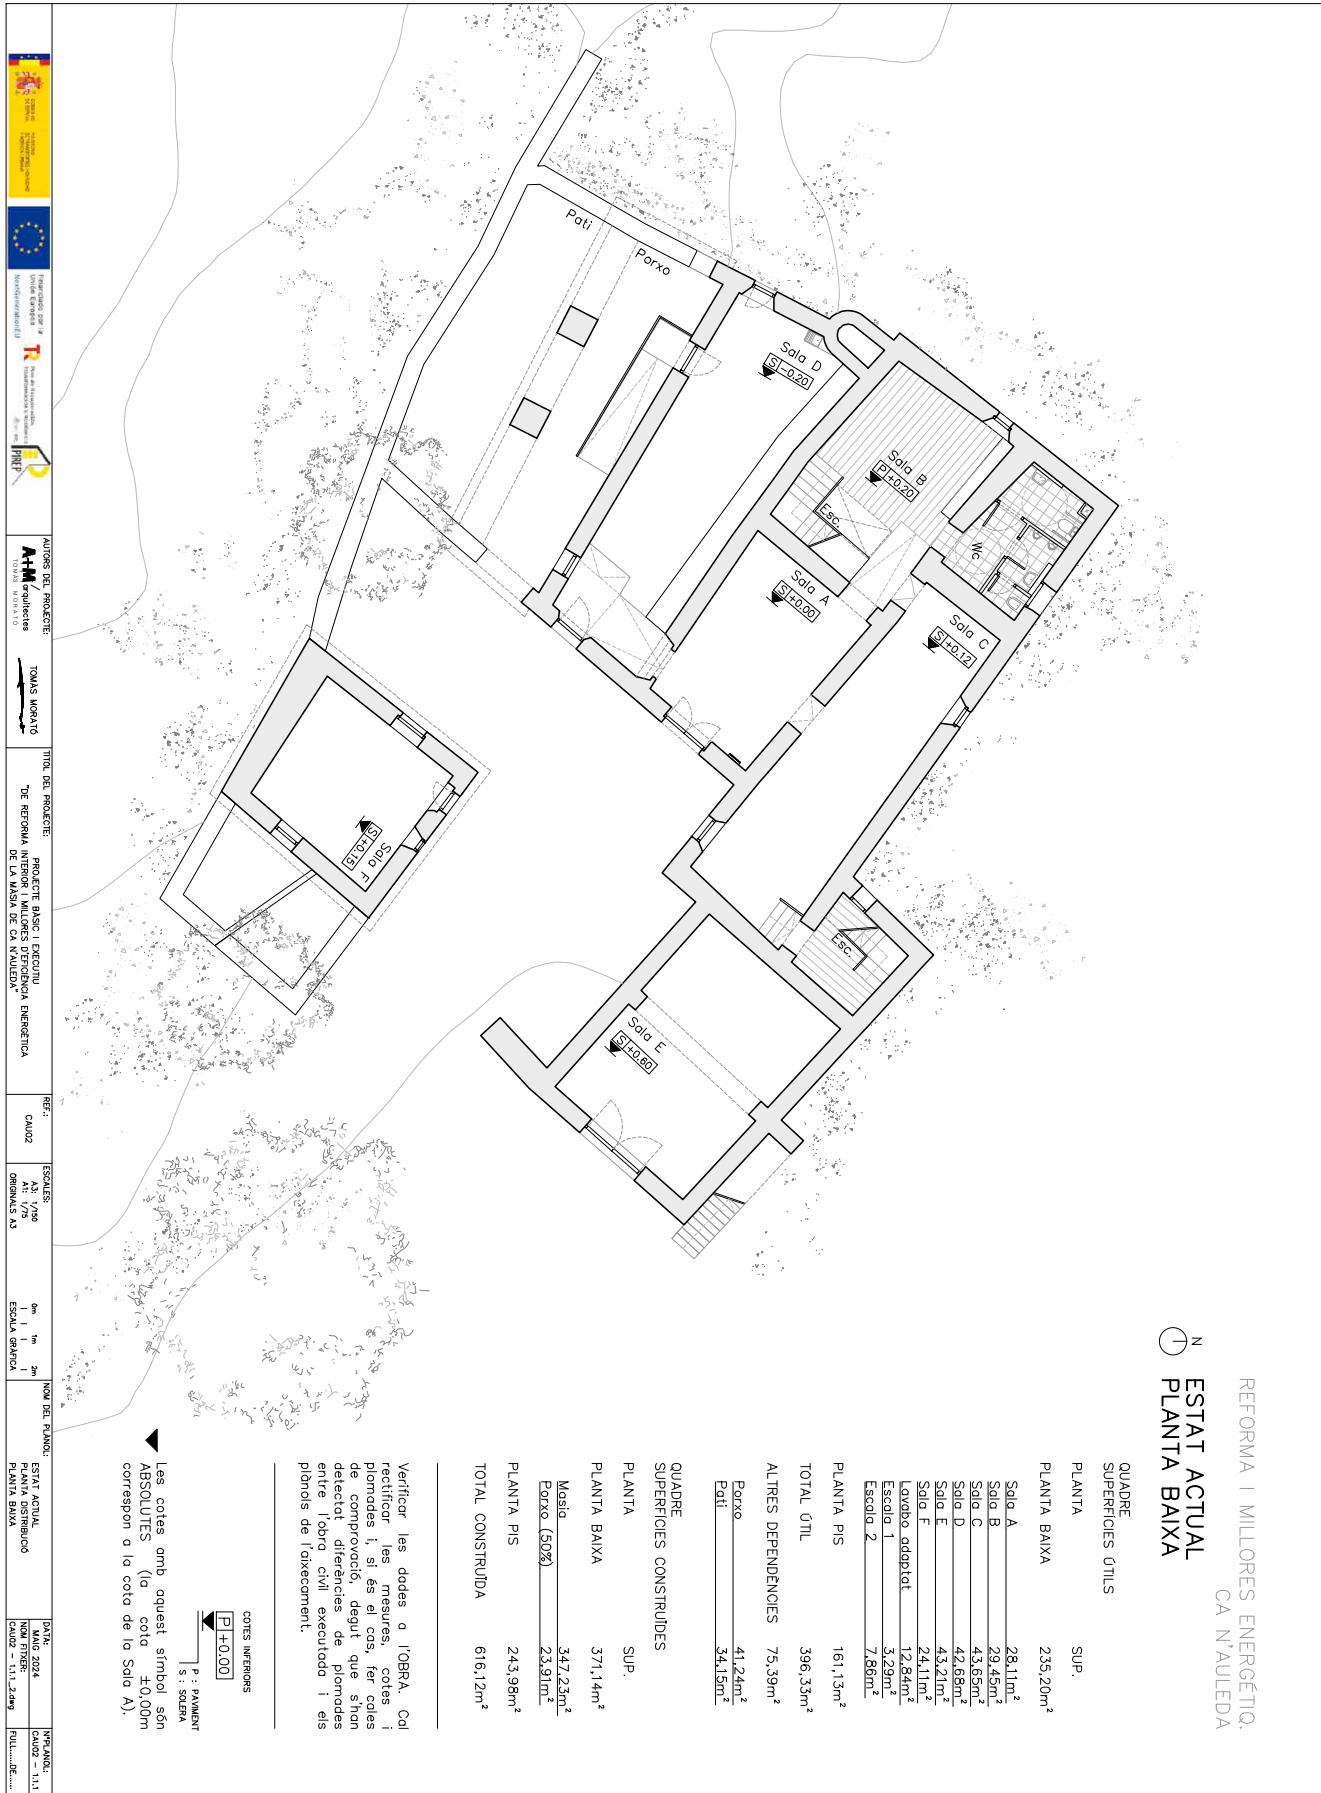 REFORMA I MILLORES ENERGÉTIQ.
CA N'AULEDA
N
ESTAT ACTUAL
PLANTA BAIXA
QUADRE
SUPERFÍCIES ÚTILS
PLANTA SUP.
PLANTA BAIXA 235,20m²
Sala A 28,11m²
Sala B 29,45m²
Sala C 43,65m²
Sala D 42,68m²
Sala E 43,21m²
Sala F 24,11m²
Lavabo adaptat 12,84m²
Escala 1 3,29m²
Escala 2 7,86m²
PLANTA PIS 161,13m²
TOTAL ÚTIL 396,33m²
ALTRES DEPENDÈNCIES 75,39m²
Porxo 41,24m²
Pati 34,15m²
QUADRE
SUPERFÍCIES CONSTRUÏDES
PLANTA SUP.
PLANTA BAIXA 371,14m²
Masia 347,23m²
Porxo (50%) 23,91m²
PLANTA PIS 243,98m²
TOTAL CONSTRUÏDA 616,12m²
Verificar les dades a l'OBRA. Cal
rectificar les mesures, cotes i
plomades i, si és el cas, fer cales
de comprovació, degut que s'han
detectat diferències de plomades
entre l'obra civil executada i els
plànols de l'aixecament.
COTES INFERIORS
P +0.00
P : PAVIMENT
S : SOLERA
Les cotes amb aquest símbol són
ABSOLUTES (la cota ±0,00m
correspon a la cota de la Sala A).
Pati
Porxo
Sala D
S -0.20
Sala B
P +0.20
Esc.
Wc
Sala A
S +0.00
Sala C
S +0.12
Esc.
Sala E
S +0.60
Sala F
S +0.15
Financiado por la
Unión Europea
NextGenerationEU
TR
PIREP
AUTORS DEL PROJECTE:
A+M/arquitectes
TOMÀS MORATÓ
TOMÀS MORATÓ
TÍTOL DEL PROJECTE:
PROJECTE BÀSIC I EXECUTIU
"DE REFORMA INTERIOR I MILLORES D'EFICIÈNCIA ENERGÈTICA
DE LA MASIA DE CA N'AULEDA"
REF.:
CAU02
ESCALES:
A3: 1/150
A1: 1/75
ORIGINALS A3
0m 1m 2m
ESCALA GRÀFICA
NOM DEL PLÀNOL:
ESTAT ACTUAL
PLANTA DISTRIBUCIÓ
PLANTA BAIXA
DATA:
MAIG 2024
NOM FITXER:
CAU02 - 1.1.1_2.dwg
NºPLÀNOL:
CAU02 - 1.1.1
FULL......DE......